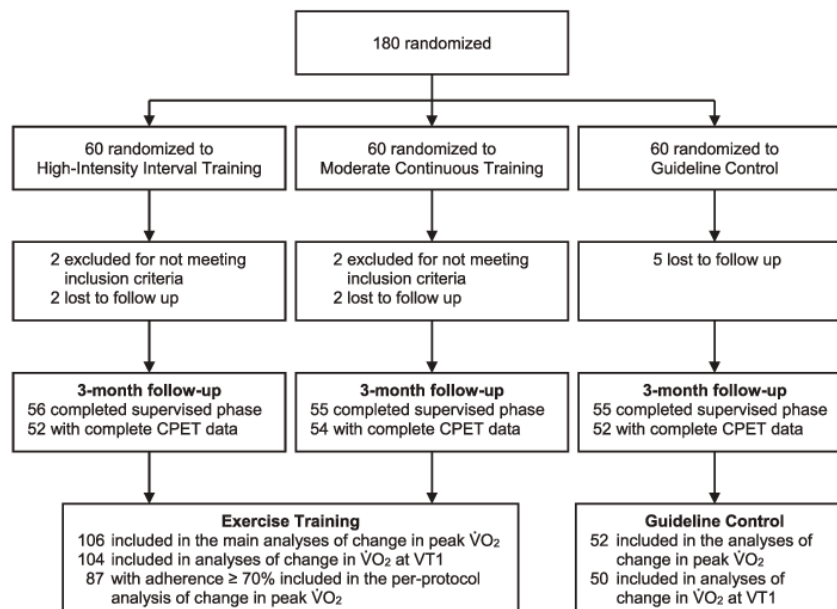 180 randomized
60 randomized to
High-Intensity Interval Training
60 randomized to
Moderate Continuous Training
60 randomized to
Guideline Control
2 excluded for not meeting
inclusion criteria
2 lost to follow up
2 excluded for not meeting
inclusion criteria
2 lost to follow up
5 lost to follow up
3-month follow-up
56 completed supervised phase
52 with complete CPET data
3-month follow-up
55 completed supervised phase
54 with complete CPET data
3-month follow-up
55 completed supervised phase
52 with complete CPET data
Exercise Training
106 included in the main analyses of change in peak V̇O₂
104 included in analyses of change in V̇O₂ at VT1
87 with adherence ≥ 70% included in the per-protocol
analysis of change in peak V̇O₂
Guideline Control
52 included in the analyses of
change in peak V̇O₂
50 included in analyses of
change in V̇O₂ at VT1